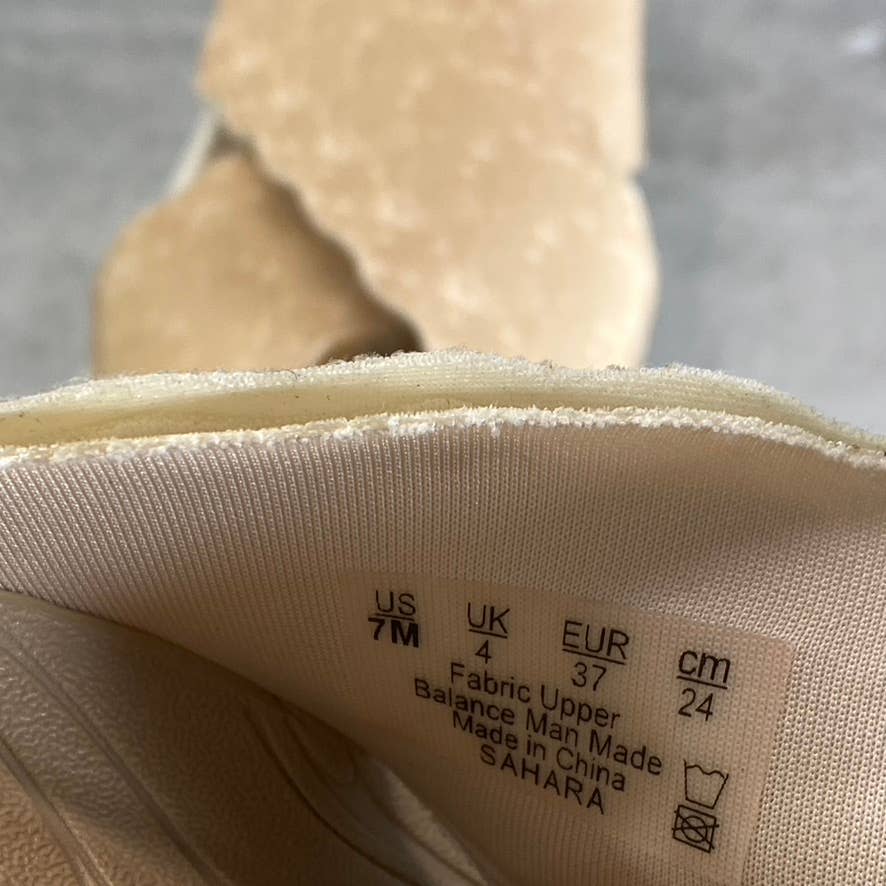 US UK EUR cm
7M 4 37 24
Fabric Upper
Balance Man Made
Made in China
SAHARA